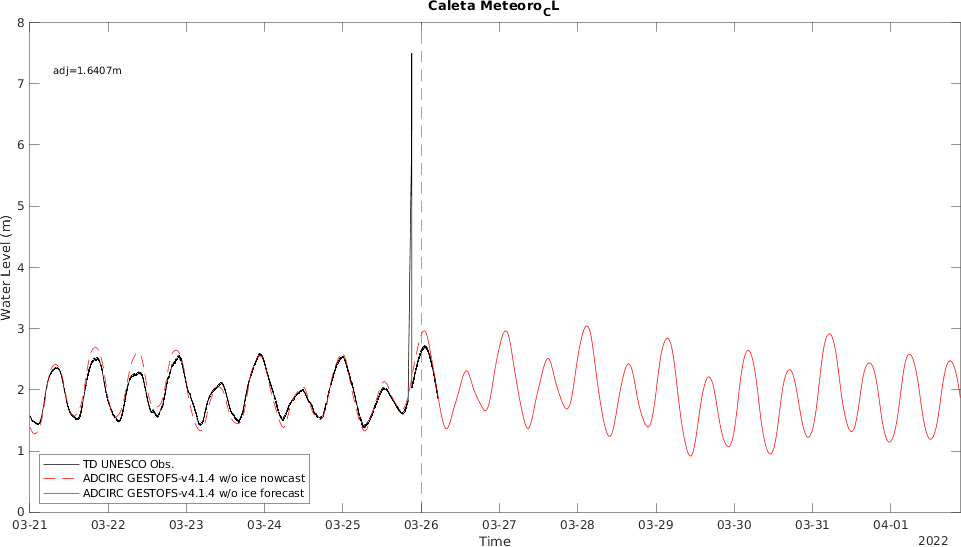 Caleta Meteoro_CL
8
adj=1.6407m
7
6
5
4
3
2
1
0
Water Level (m)
TD UNESCO Obs.
ADCIRC GESTOFS-v4.1.4 w/o ice nowcast
ADCIRC GESTOFS-v4.1.4 w/o ice forecast
03-21 03-22 03-23 03-24 03-25 03-26 03-27 03-28 03-29 03-30 03-31 04-01
Time
2022